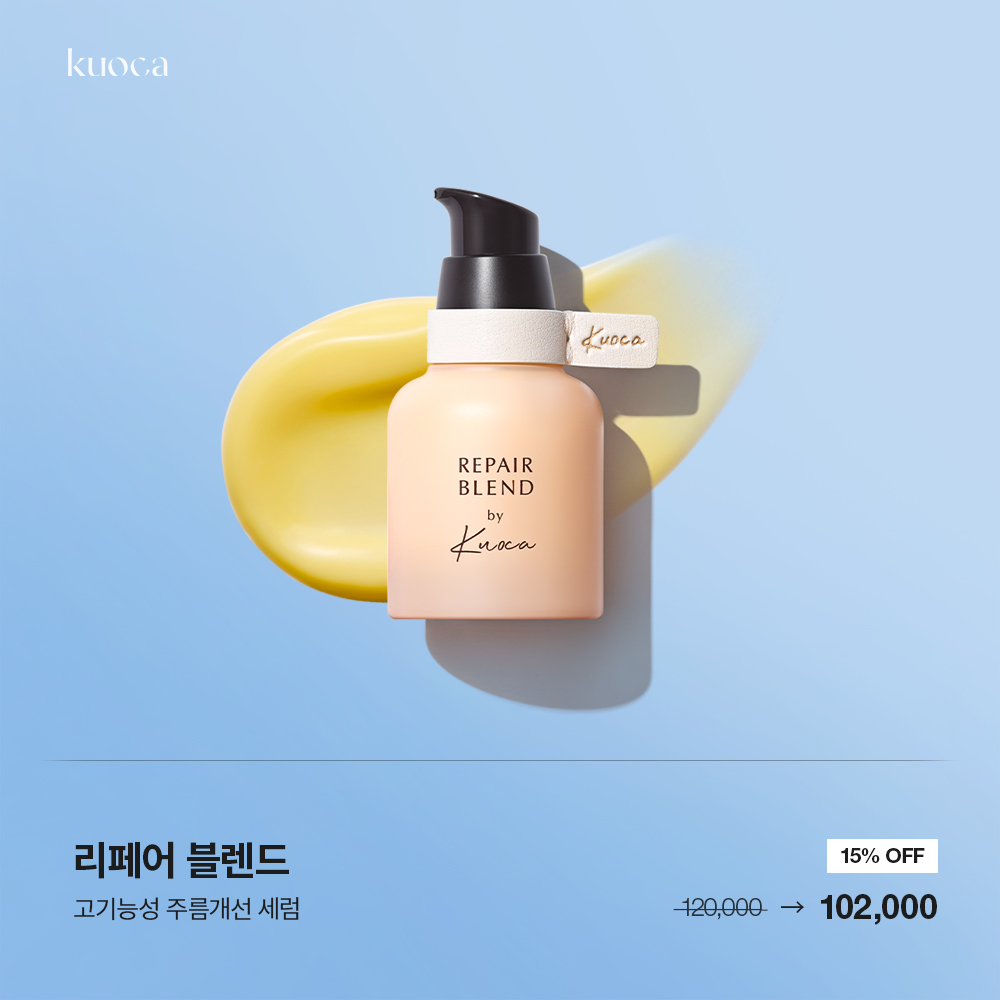 kuoca
Kuoca
REPAIR
BLEND
by
Kuoca
리페어 블렌드
고기능성 주름개선 세럼
15% OFF
120,000 → 102,000